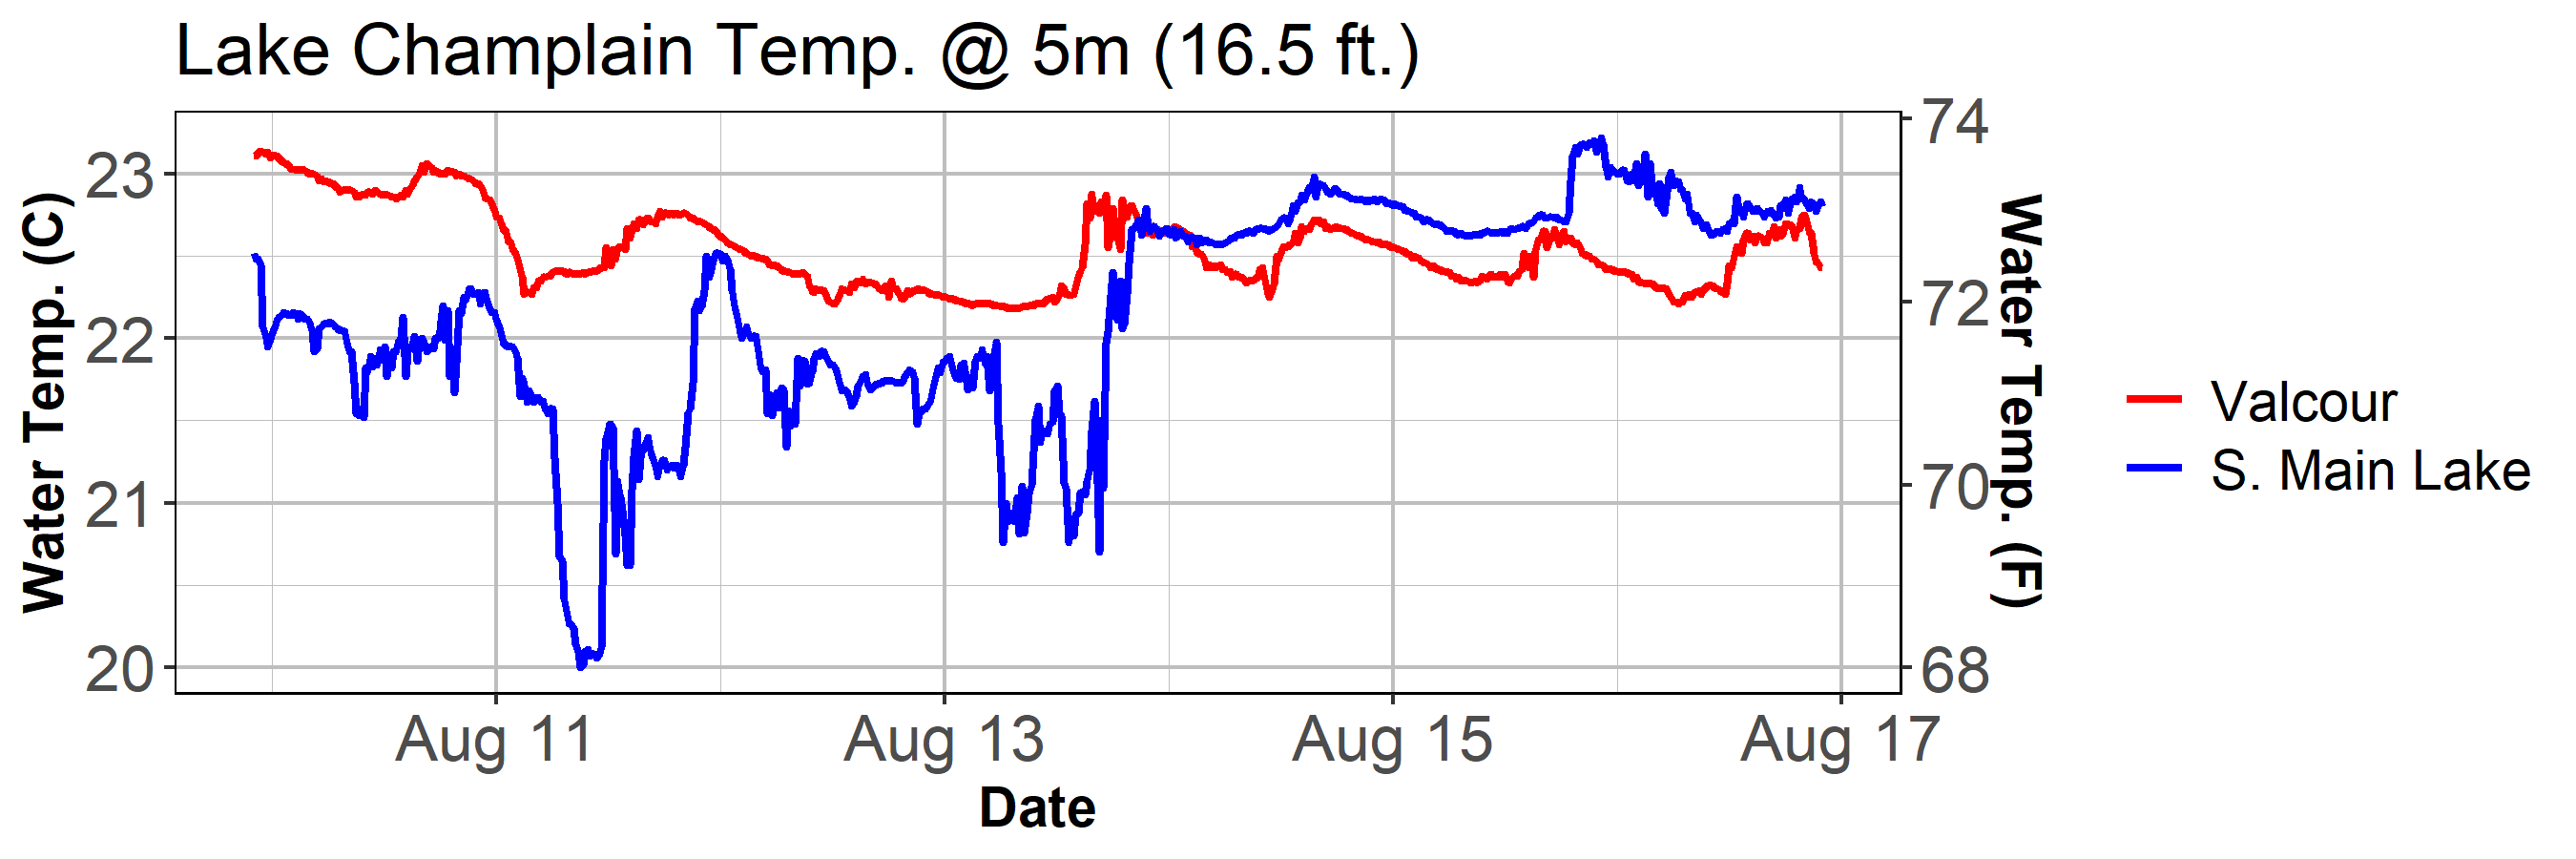 Lake Champlain Temp. @ 5m (16.5 ft.)
Water Temp. (C)
23
22
21
20
74
72
70
68
Water Temp. (F)
Aug 11
Aug 13
Aug 15
Aug 17
Date
Valcour
S. Main Lake